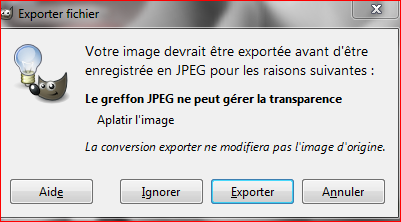 Exporter fichier
Votre image devrait être exportée avant d'être
enregistrée en JPEG pour les raisons suivantes :
Le greffon JPEG ne peut gérer la transparence
Aplatir l'image
La conversion exporter ne modifiera pas l'image d'origine.
Aide Ignorer Exporter Annuler